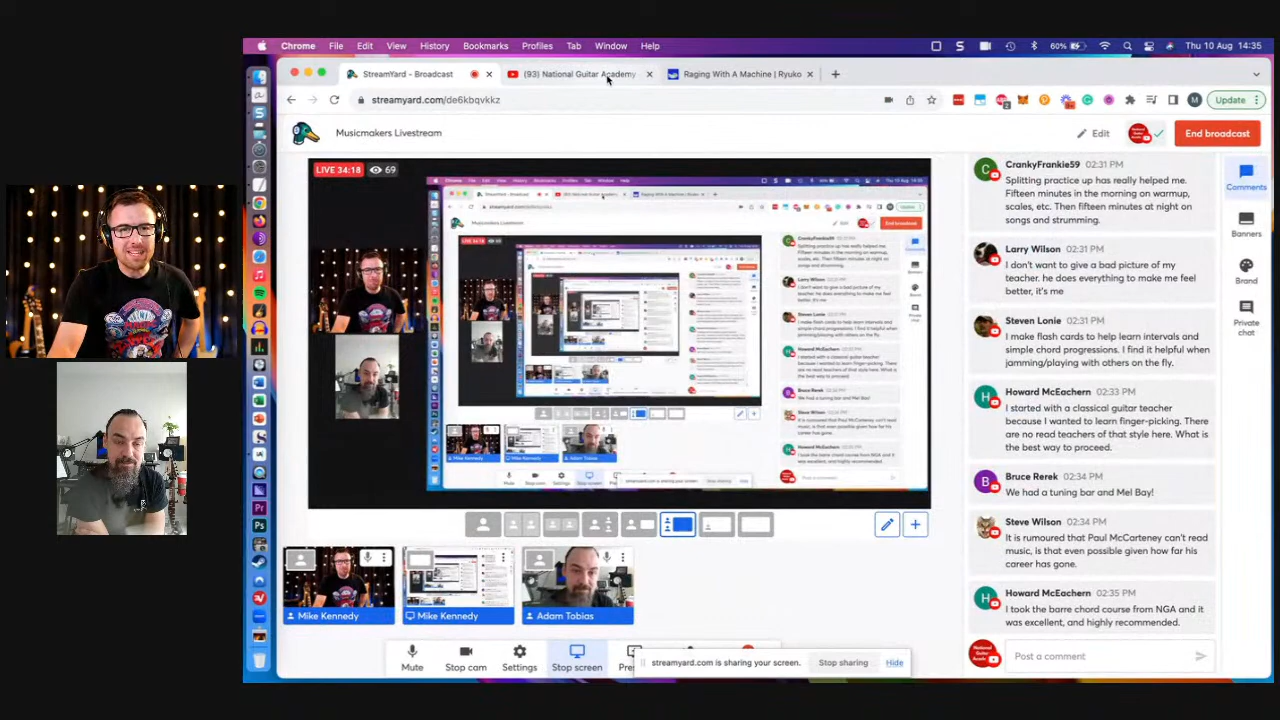 Chrome File Edit View History Bookmarks Profiles Tab Window Help
60% Thu 10 Aug 14:35
StreamYard - Broadcast
(93) National Guitar Academy
Raging With A Machine | Ryuko
streamyard.com/de6kbqvkkz
Update
Musicmakers Livestream
Edit
End broadcast
LIVE 34:18 69
CrankyFrankie59 02:31 PM
Splitting practice up has really helped me.
Fifteen minutes in the morning on warmup,
scales, etc. Then fifteen minutes at night on
songs and strumming.
Larry Wilson 02:31 PM
I don't want to give a bad picture of my
teacher. he does everything to make me feel
better, it's me
Steven Lonie 02:31 PM
I make flash cards to help learn intervals and
simple chord progressions. I find it helpful when
jamming/playing with others on the fly.
Howard McEachern 02:33 PM
I started with a classical guitar teacher
because I wanted to learn finger-picking. There
are no read teachers of that style here. What is
the best way to proceed.
Bruce Rerek 02:34 PM
We had a tuning bar and Mel Bay!
Steve Wilson 02:34 PM
It is rumoured that Paul McCarteney can't read
music, is that even possible given how far his
career has gone.
Howard McEachern 02:35 PM
I took the barre chord course from NGA and it
was excellent, and highly recommended.
Post a comment
Comments
Banners
Brand
Private
chat
Mike Kennedy
Mike Kennedy
Adam Tobias
Mute
Stop cam
Settings
Stop screen
streamyard.com is sharing your screen.
Stop sharing
Hide